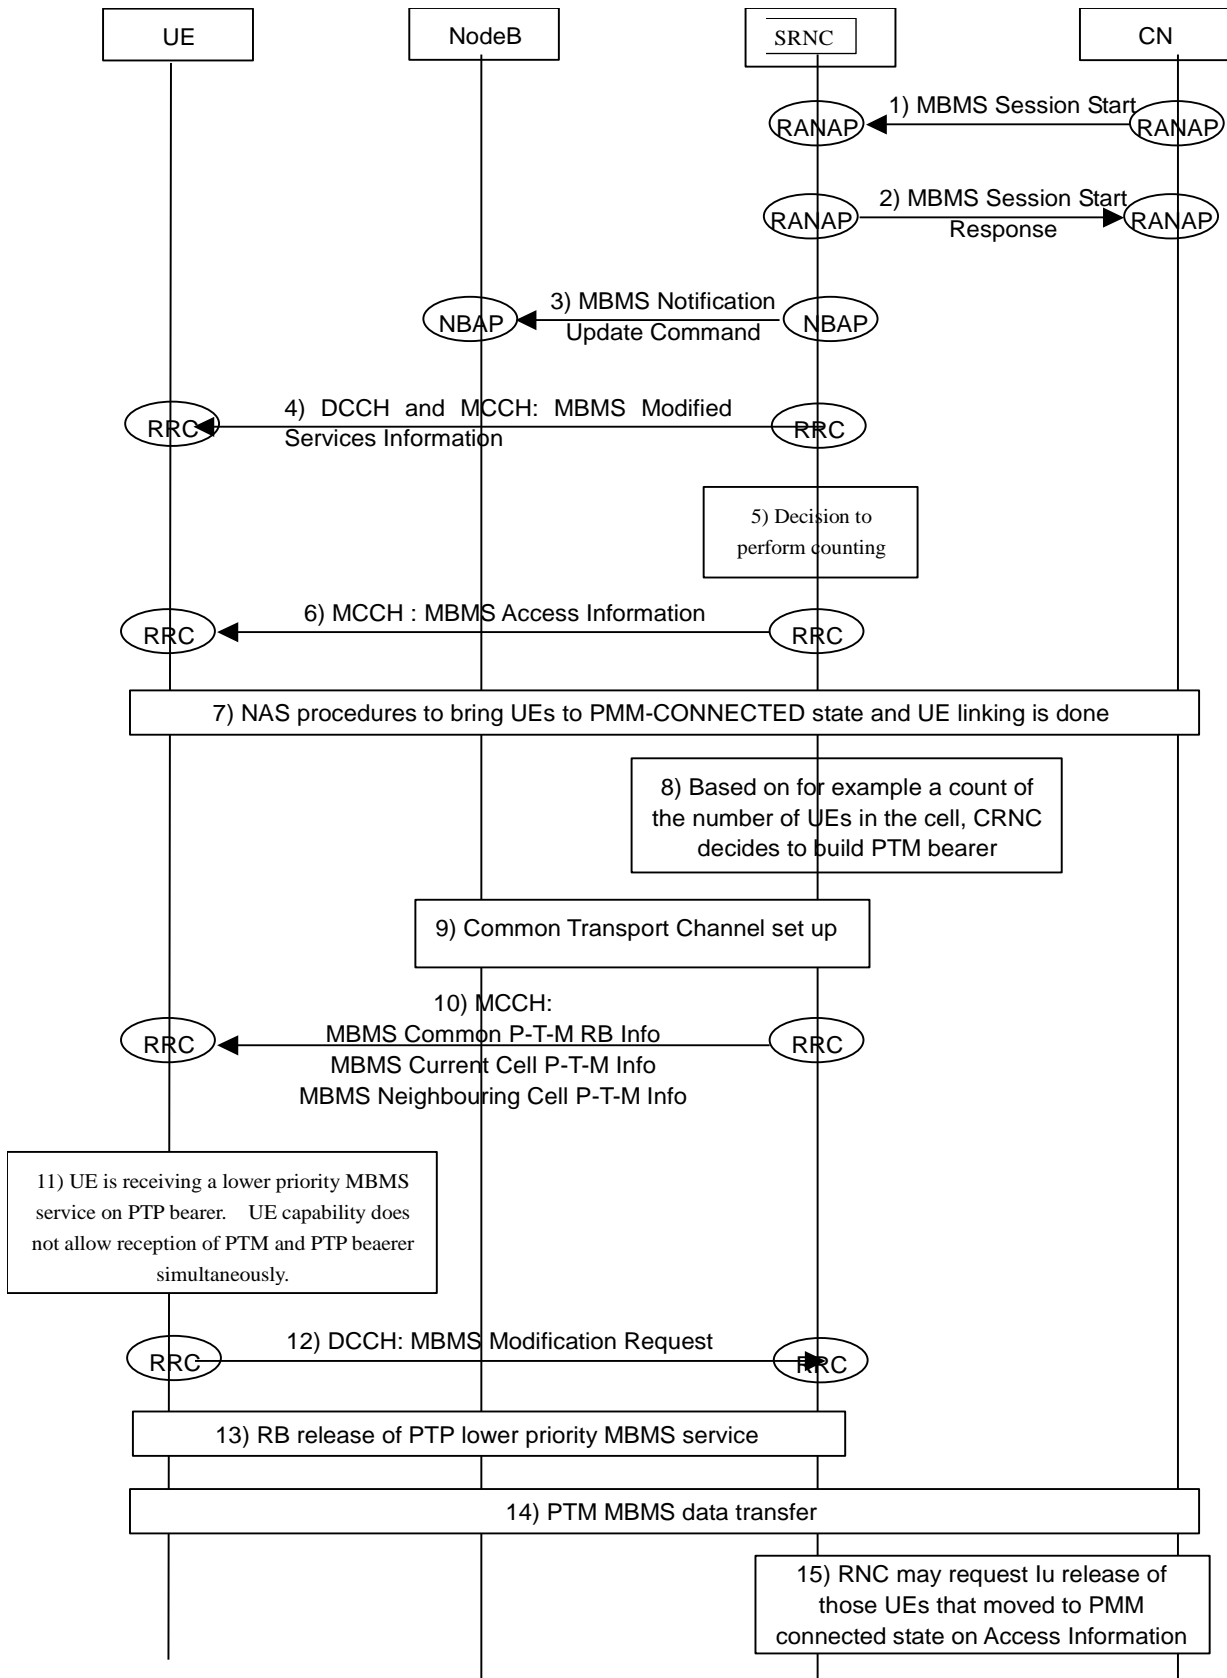 UE
NodeB
SRNC
CN
1) MBMS Session Start
RANAP
RANAP
2) MBMS Session Start
Response
RANAP
RANAP
3) MBMS Notification
Update Command
NBAP
NBAP
4) DCCH and MCCH: MBMS Modified
Services Information
RRC
RRC
5) Decision to
perform counting
6) MCCH : MBMS Access Information
RRC
RRC
7) NAS procedures to bring UEs to PMM-CONNECTED state and UE linking is done
8) Based on for example a count of
the number of UEs in the cell, CRNC
decides to build PTM bearer
9) Common Transport Channel set up
10) MCCH:
MBMS Common P-T-M RB Info
MBMS Current Cell P-T-M Info
MBMS Neighbouring Cell P-T-M Info
RRC
RRC
11) UE is receiving a lower priority MBMS
service on PTP bearer. UE capability does
not allow reception of PTM and PTP beaerer
simultaneously.
12) DCCH: MBMS Modification Request
RRC
RRC
13) RB release of PTP lower priority MBMS service
14) PTM MBMS data transfer
15) RNC may request Iu release of
those UEs that moved to PMM
connected state on Access Information